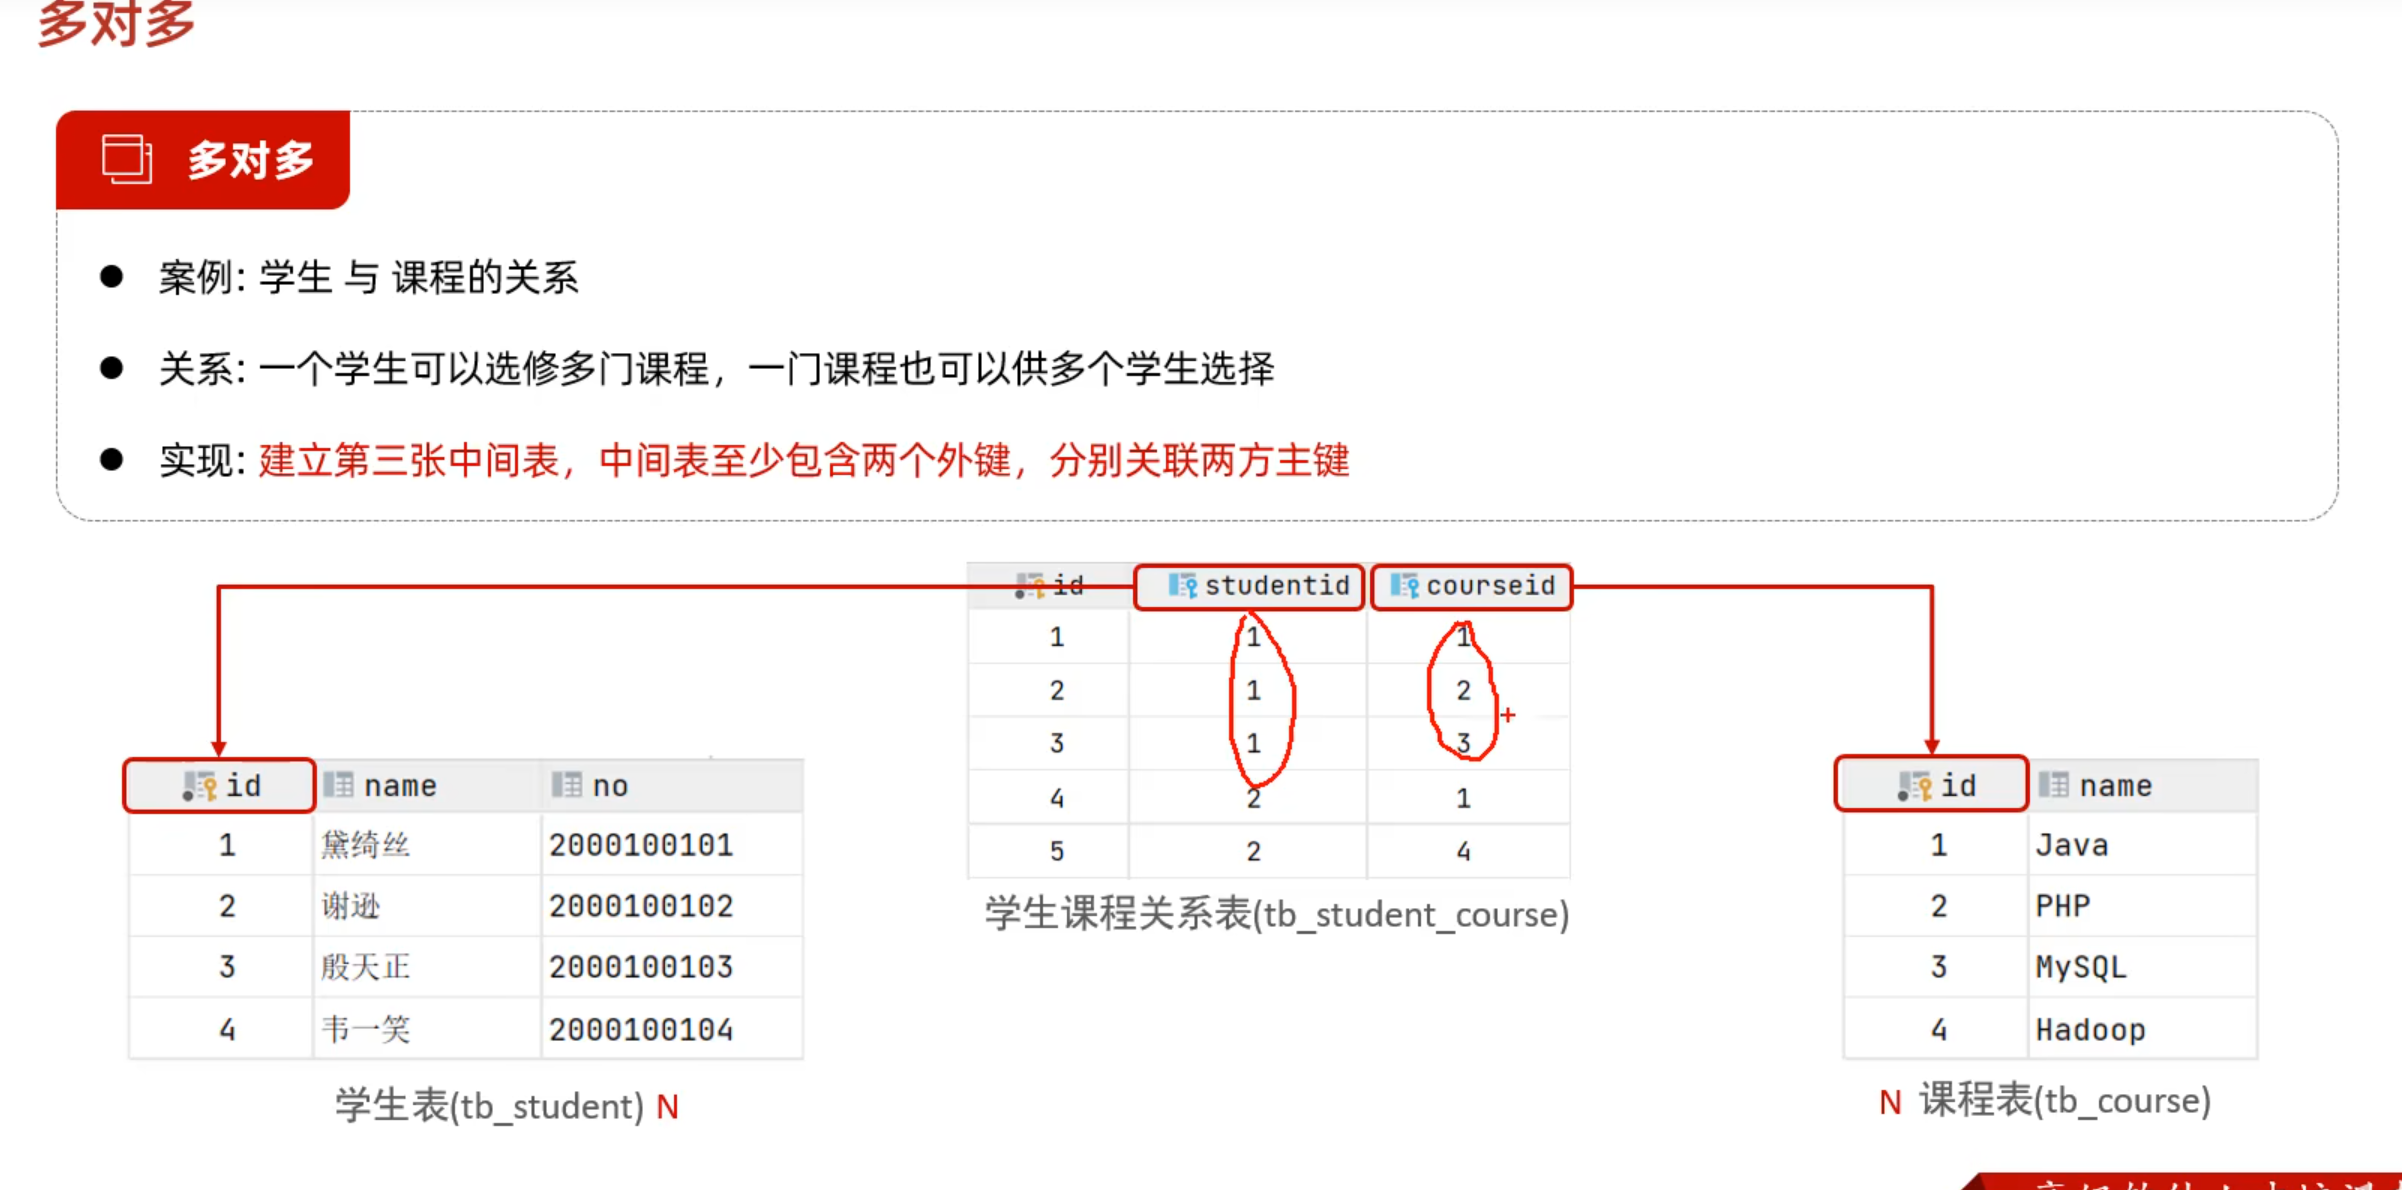 多对多
多对多
案例: 学生 与 课程的关系
关系: 一个学生可以选修多门课程，一门课程也可以供多个学生选择
实现: 建立第三张中间表，中间表至少包含两个外键，分别关联两方主键
id studentid courseid
1 1 1
2 1 2
3 1 3
4 2 1
5 2 4
学生课程关系表(tb_student_course)
id name no
1 黛绮丝 2000100101
2 谢逊 2000100102
3 殷天正 2000100103
4 韦一笑 2000100104
学生表(tb_student) N
id name
1 Java
2 PHP
3 MySQL
4 Hadoop
N 课程表(tb_course)